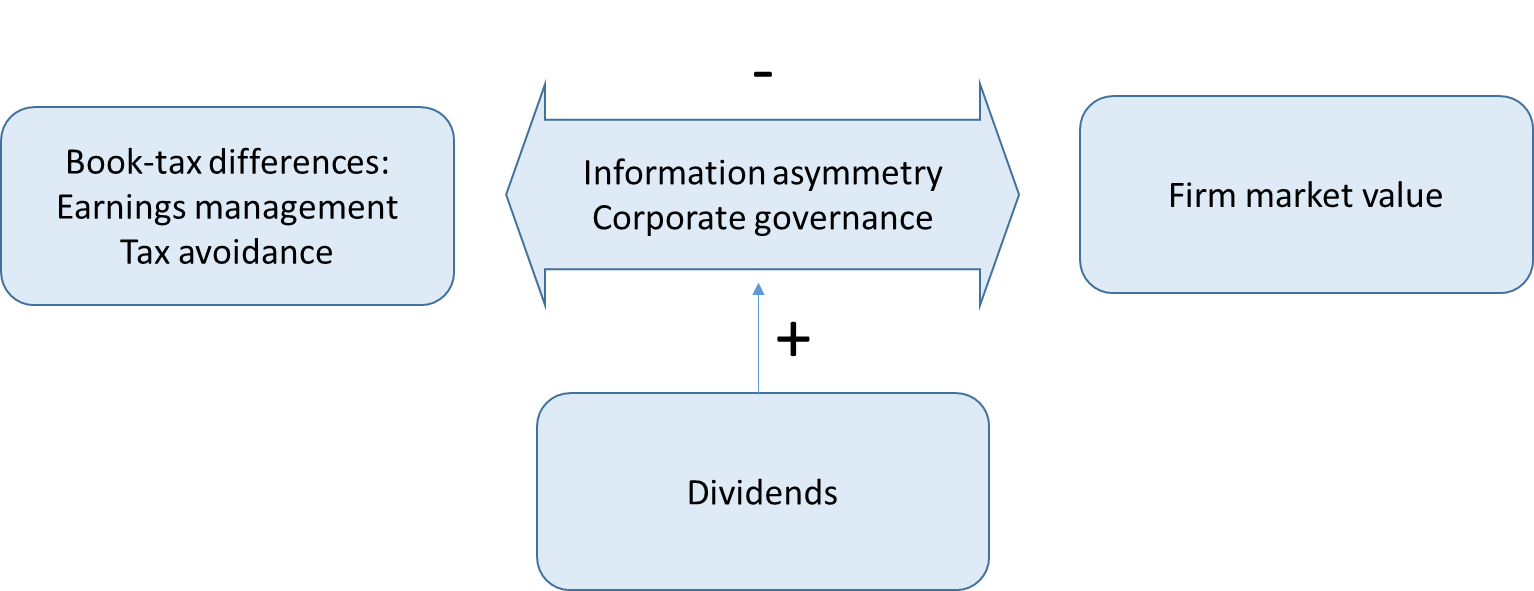 -
Book-tax differences:
Earnings management
Tax avoidance
Information asymmetry
Corporate governance
Firm market value
+
Dividends